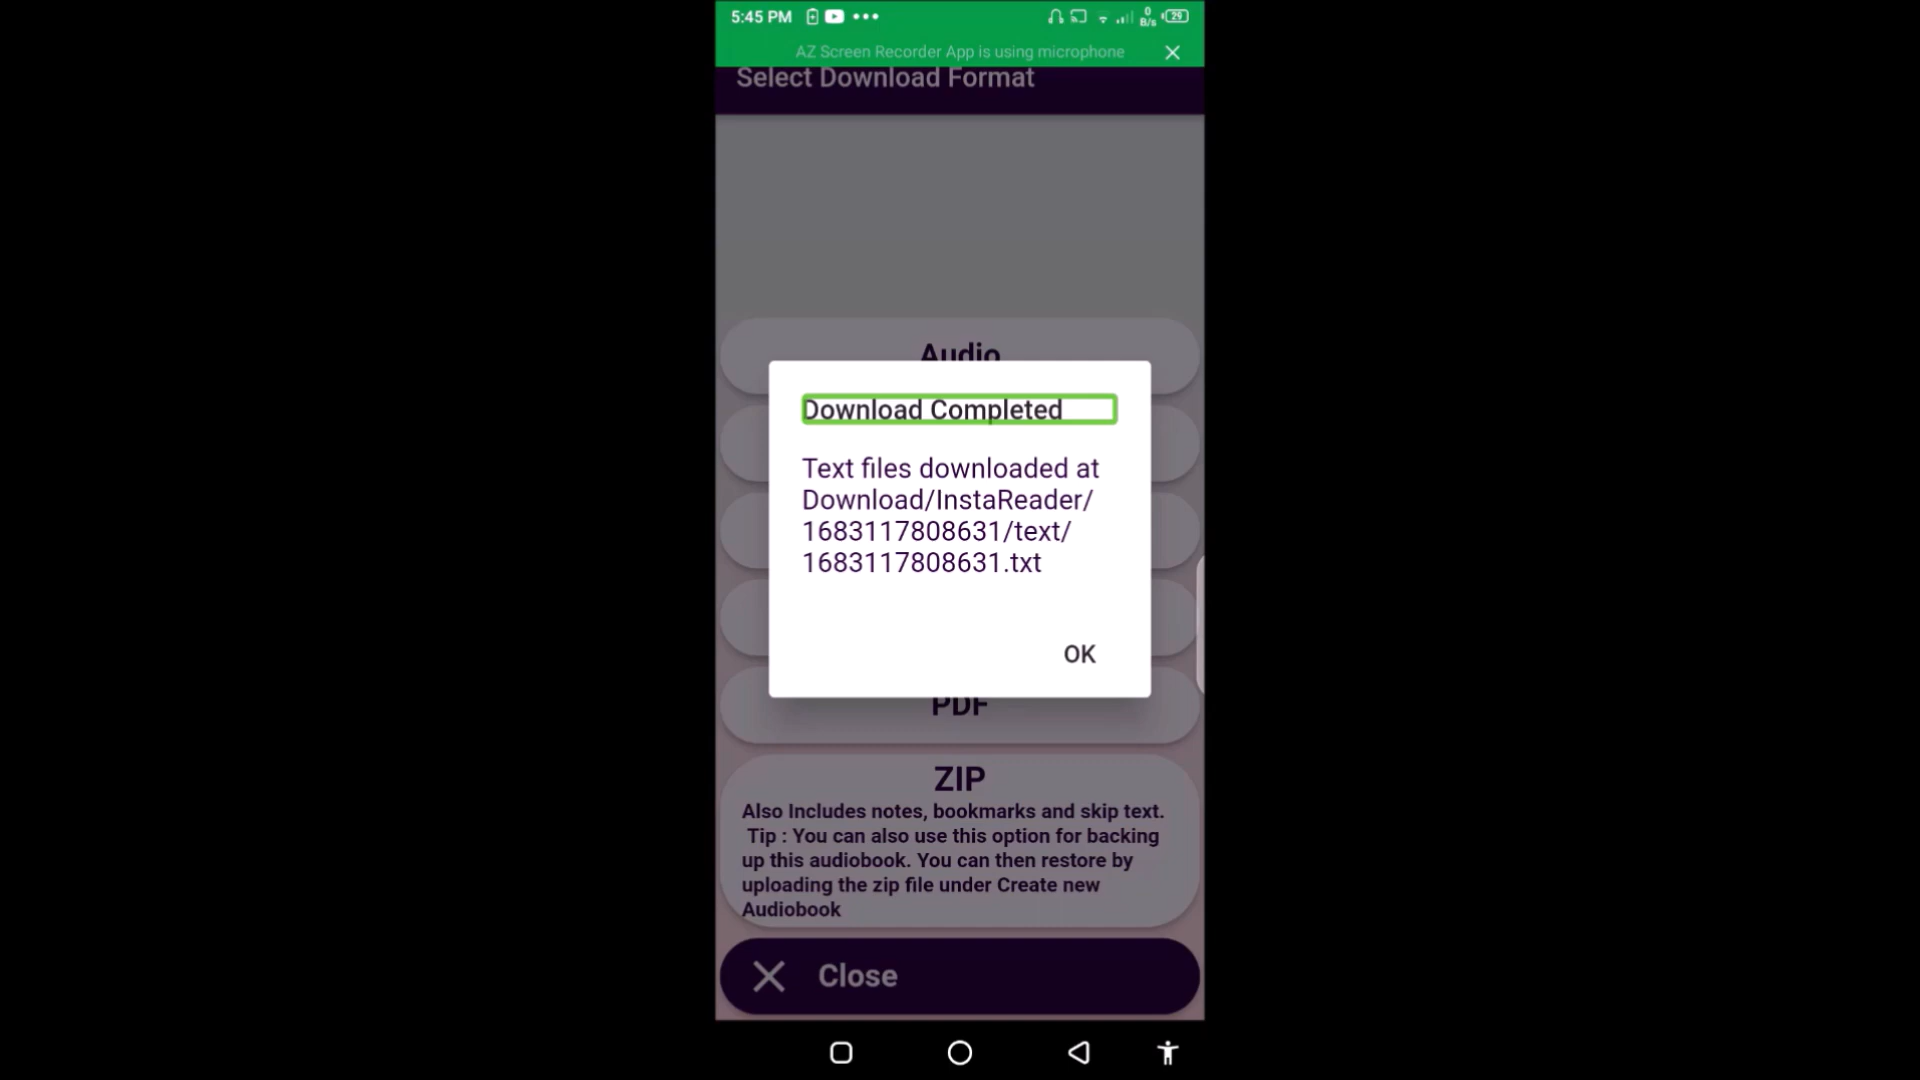 5:45 PM
0
B/s
29
AZ Screen Recorder App is using microphone
Select Download Format
Audio
Download Completed
Text files downloaded at
Download/InstaReader/
1683117808631/text/
1683117808631.txt
OK
PDF
ZIP
Also Includes notes, bookmarks and skip text.
Tip : You can also use this option for backing
up this audiobook. You can then restore by
uploading the zip file under Create new
Audiobook
Close